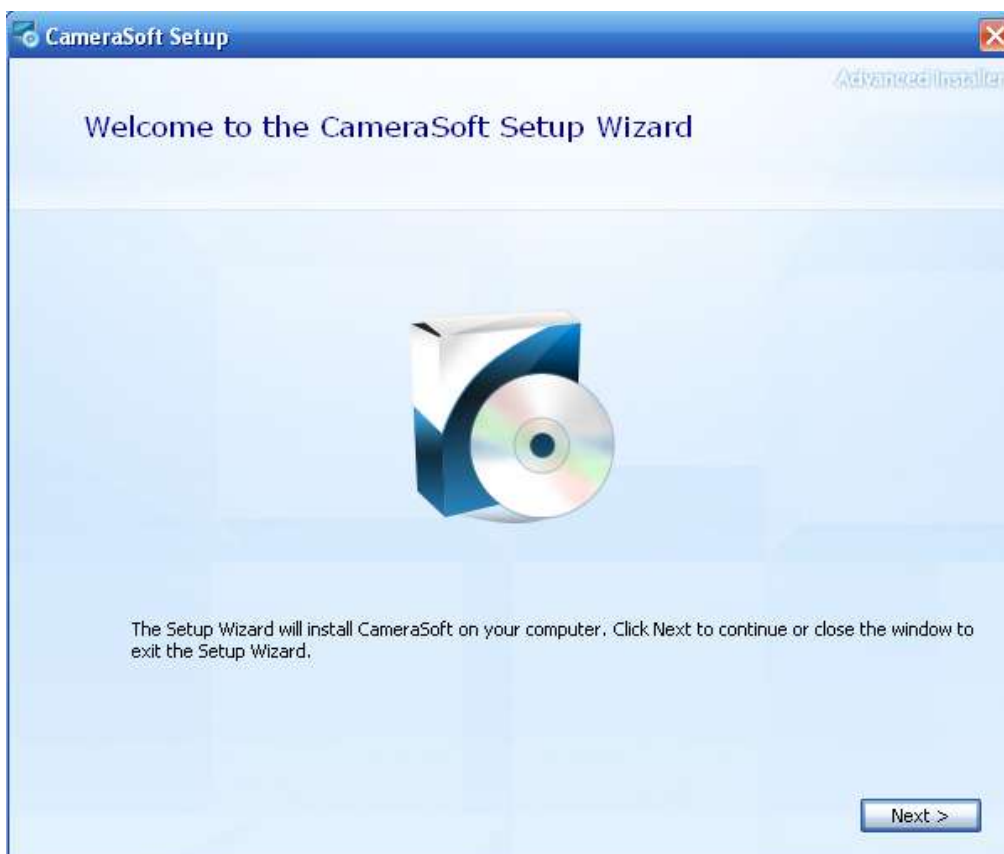 CameraSoft Setup
Advanced Installer
Welcome to the CameraSoft Setup Wizard
The Setup Wizard will install CameraSoft on your computer. Click Next to continue or close the window to
exit the Setup Wizard.
Next >